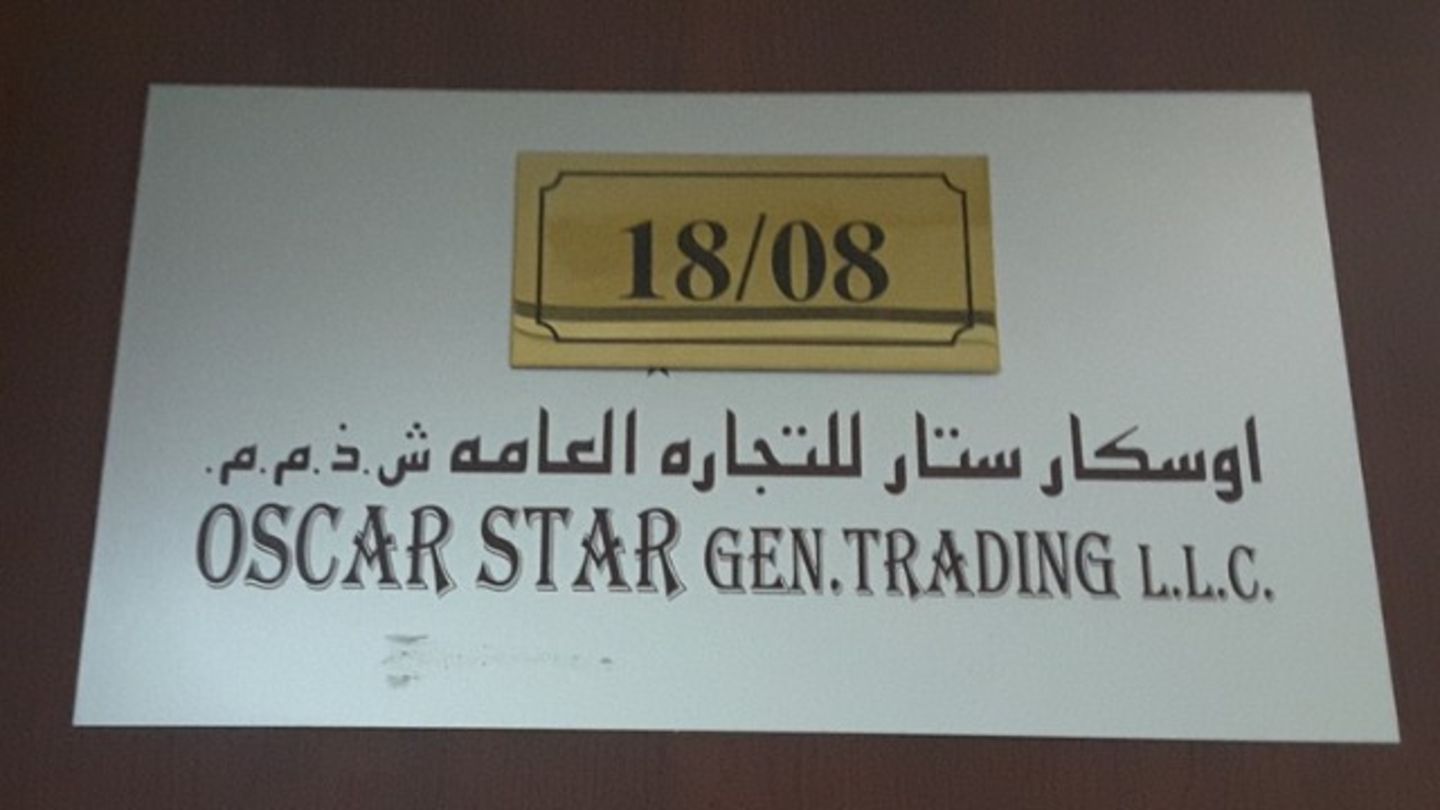 18/08
اوسكار ستار للتجاره العامه ش.ذ.م.م.
OSCAR STAR GEN.TRADING L.L.C.